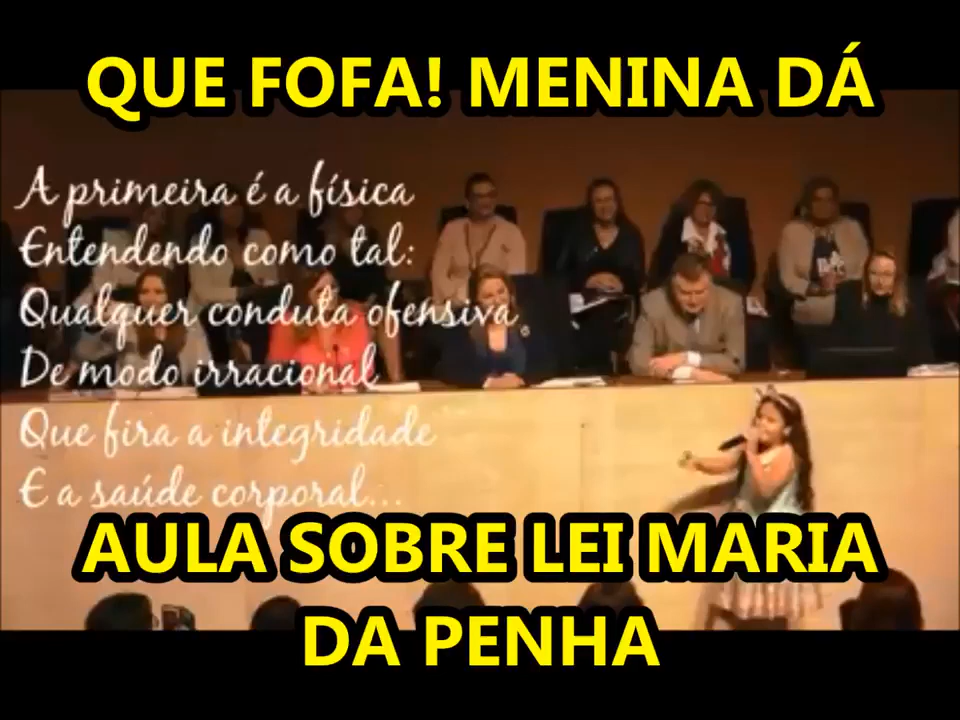 QUE FOFA! MENINA DÁ
A primeira é a física
Entendendo como tal:
Qualquer conduta ofensiva
De modo irracional
Que fira a integridade
E a saúde corporal...
AULA SOBRE LEI MARIA
DA PENHA